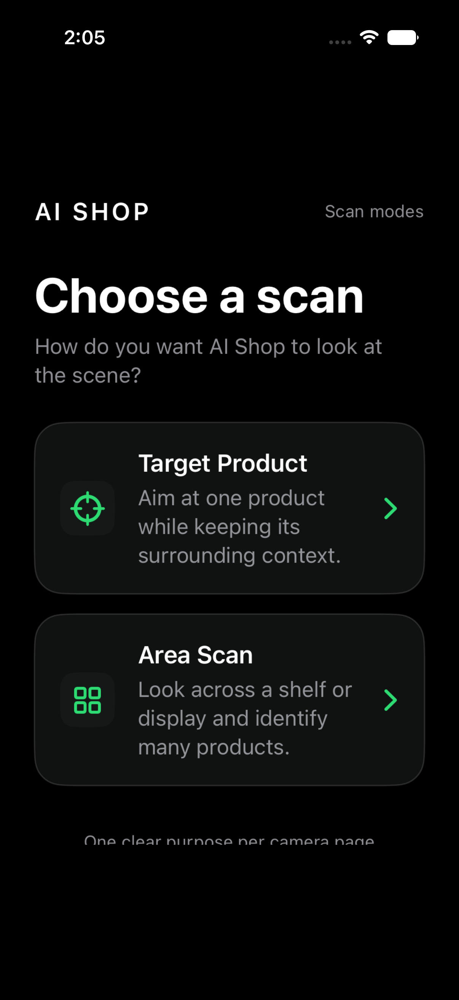 2:05
AI SHOP
Scan modes
Choose a scan
How do you want AI Shop to look at
the scene?
Target Product
Aim at one product
while keeping its
surrounding context.
Area Scan
Look across a shelf or
display and identify
many products.
One clear purpose per camera page